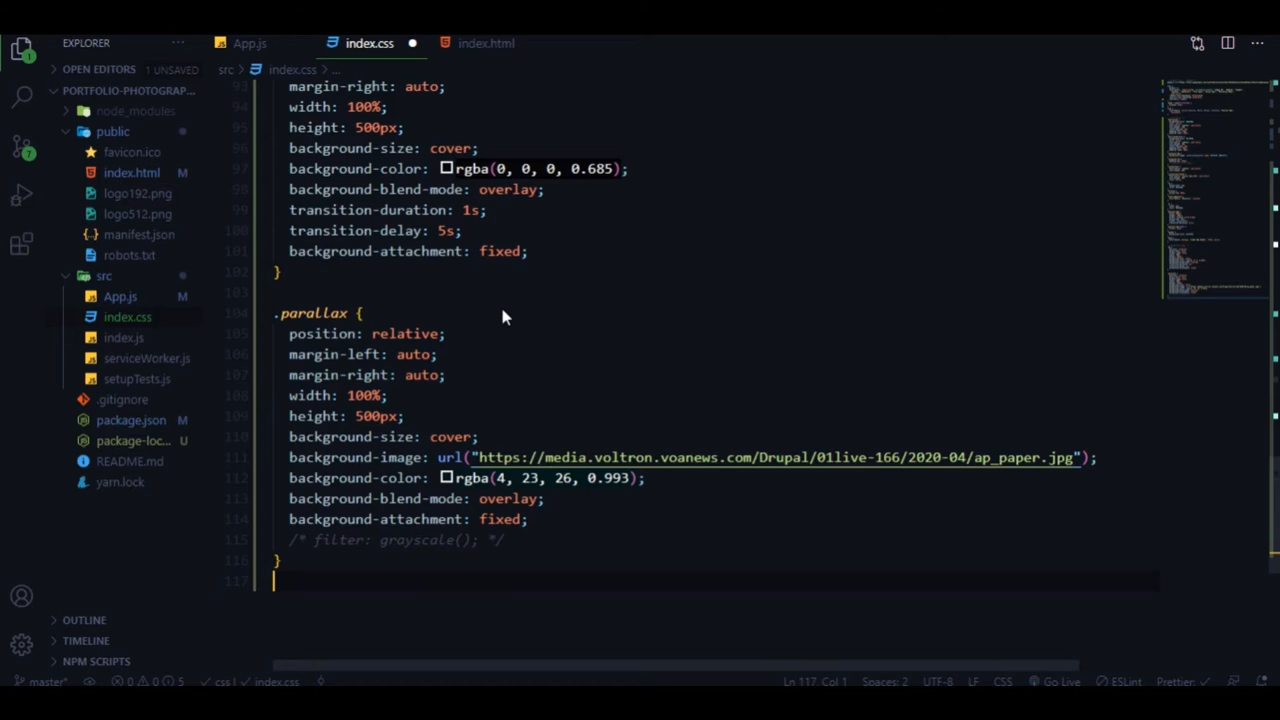 EXPLORER
OPEN EDITORS 1 UNSAVED
PORTFOLIO-PHOTOGRAP...
node_modules
public
favicon.ico
index.html M
logo192.png
logo512.png
manifest.json
robots.txt
src
App.js M
index.css
index.js
serviceWorker.js
setupTests.js
.gitignore
package.json M
package-loc... U
README.md
yarn.lock
OUTLINE
TIMELINE
NPM SCRIPTS
1
7
App.js index.css index.html
src > index.css > ...
93 margin-right: auto;
94 width: 100%;
95 height: 500px;
96 background-size: cover;
97 background-color: rgba(0, 0, 0, 0.685);
98 background-blend-mode: overlay;
99 transition-duration: 1s;
100 transition-delay: 5s;
101 background-attachment: fixed;
102 }
103
104 .parallax {
105 position: relative;
106 margin-left: auto;
107 margin-right: auto;
108 width: 100%;
109 height: 500px;
110 background-size: cover;
111 background-image: url("https://media.voltron.voanews.com/Drupal/01live-166/2020-04/ap_paper.jpg");
112 background-color: rgba(4, 23, 26, 0.993);
113 background-blend-mode: overlay;
114 background-attachment: fixed;
115 /* filter: grayscale(); */
116 }
117
master* 0 0 5 css | index.css Ln 117, Col 1 Spaces: 2 UTF-8 LF CSS Go Live ESLint Prettier: